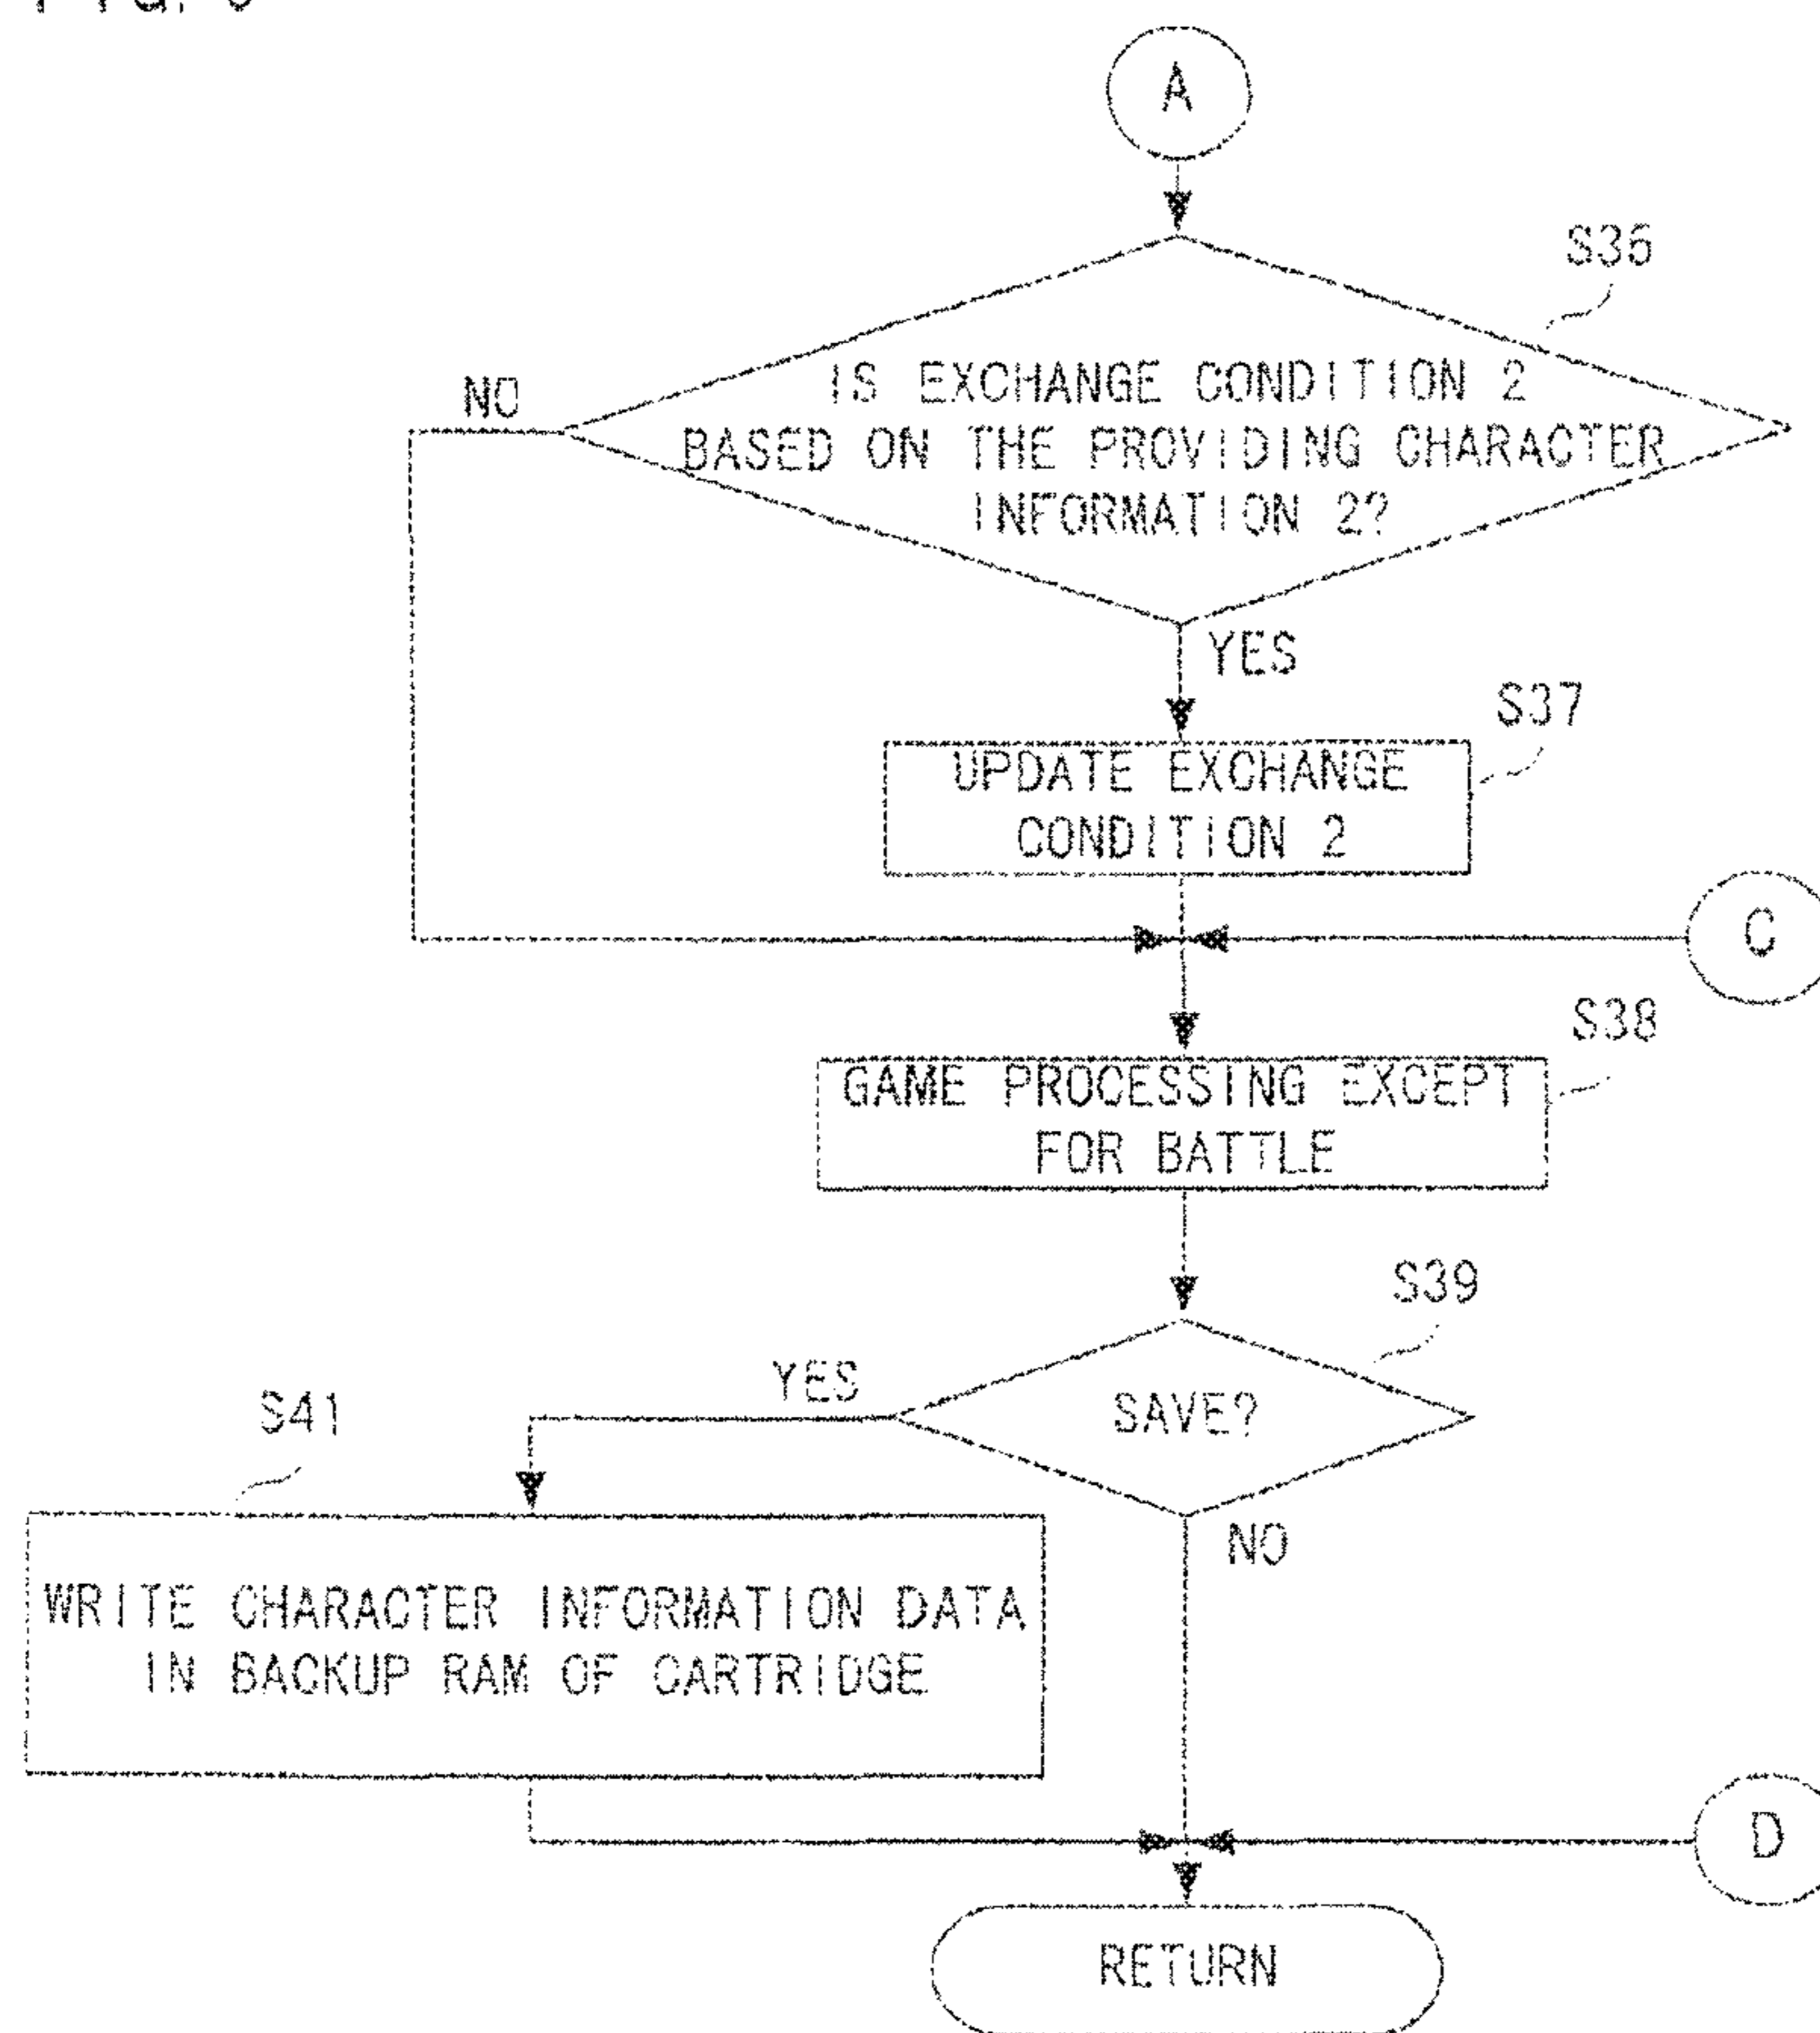 A
S36
IS EXCHANGE CONDITION 2
NO
BASED ON THE PROVIDING CHARACTER
INFORMATION 2?
YES
S37
UPDATE EXCHANGE
CONDITION 2
C
S38
GAME PROCESSING EXCEPT
FOR BATTLE
S39
YES
S41
SAVE?
NO
WRITE CHARACTER INFORMATION DATA
IN BACKUP RAM OF CARTRIDGE
D
RETURN